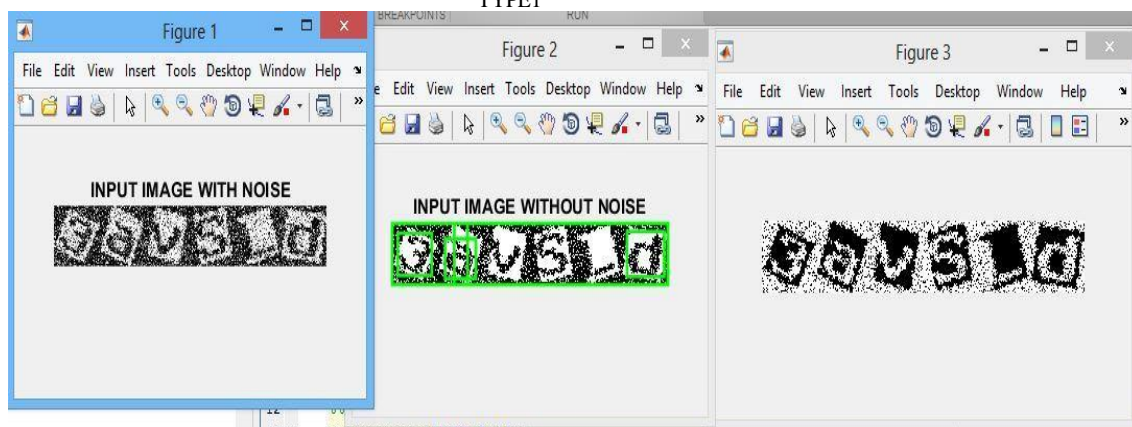 TYPE1
BREAKPOINTS RUN
Figure 1
File Edit View Insert Tools Desktop Window Help
INPUT IMAGE WITH NOISE
Figure 2
Edit View Insert Tools Desktop Window Help
INPUT IMAGE WITHOUT NOISE
Figure 3
File Edit View Insert Tools Desktop Window Help
12